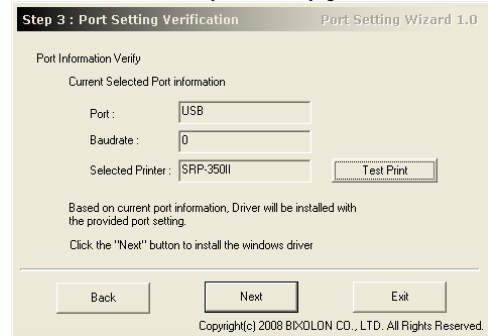 Step 3 : Port Setting Verification Port Setting Wizard 1.0
Port Information Verify
Current Selected Port information
Port : USB
Baudrate : 0
Selected Printer : SRP-350II Test Print
Based on current port information, Driver will be installed with
the provided port setting.
Click the "Next" button to install the windows driver
Back Next Exit
Copyright(c) 2008 BIXOLON CO., LTD. All Rights Reserved.